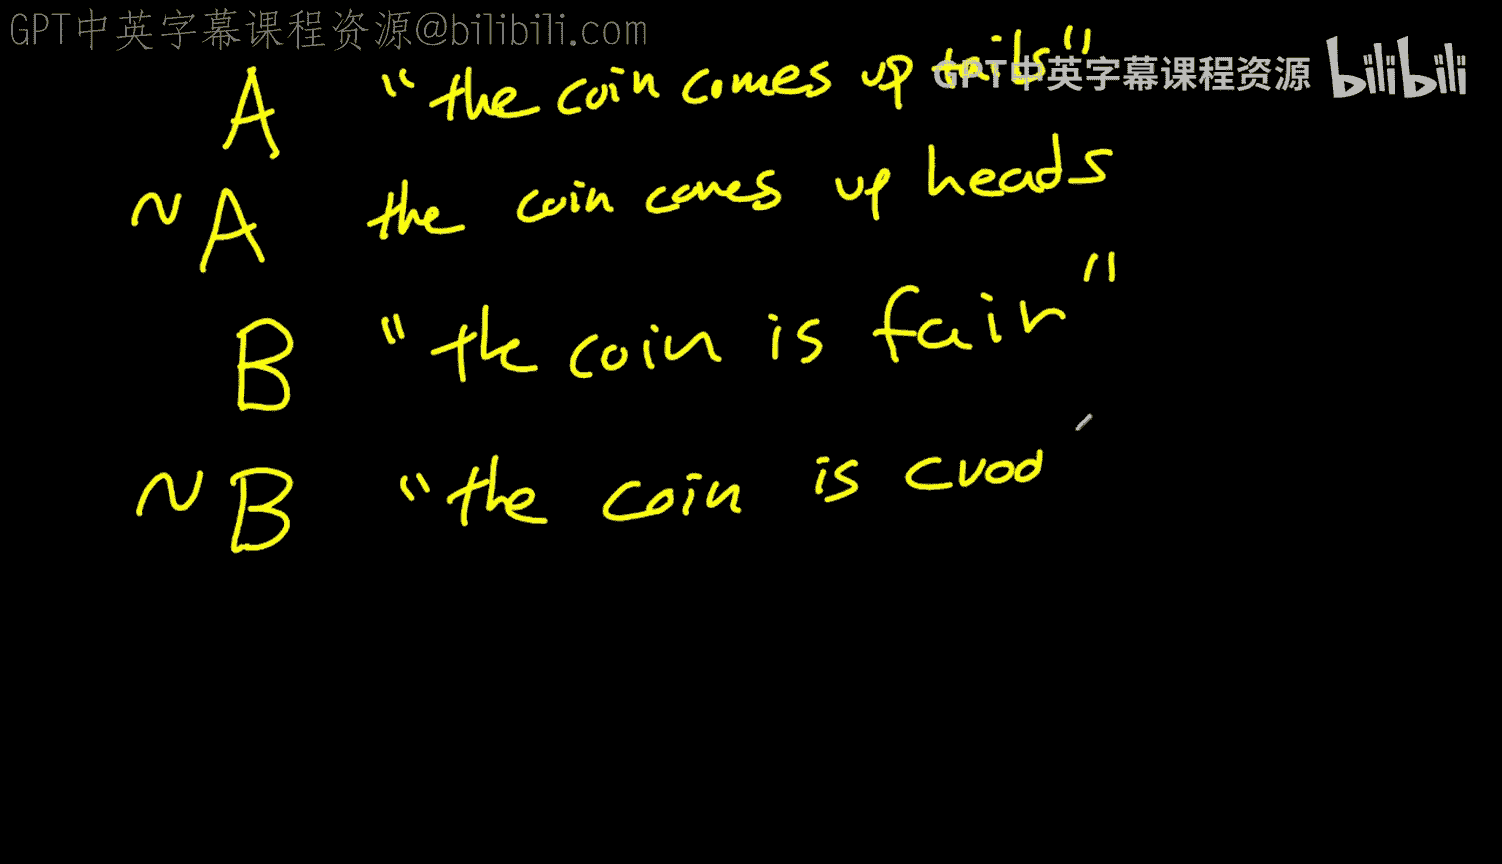 GPT中英字幕课程资源@bilibili.com
GPT中英字幕课程资源 bilibili
A "the coin comes up tails"
~A the coin comes up heads
B "the coin is fair"
~B "the coin is crood